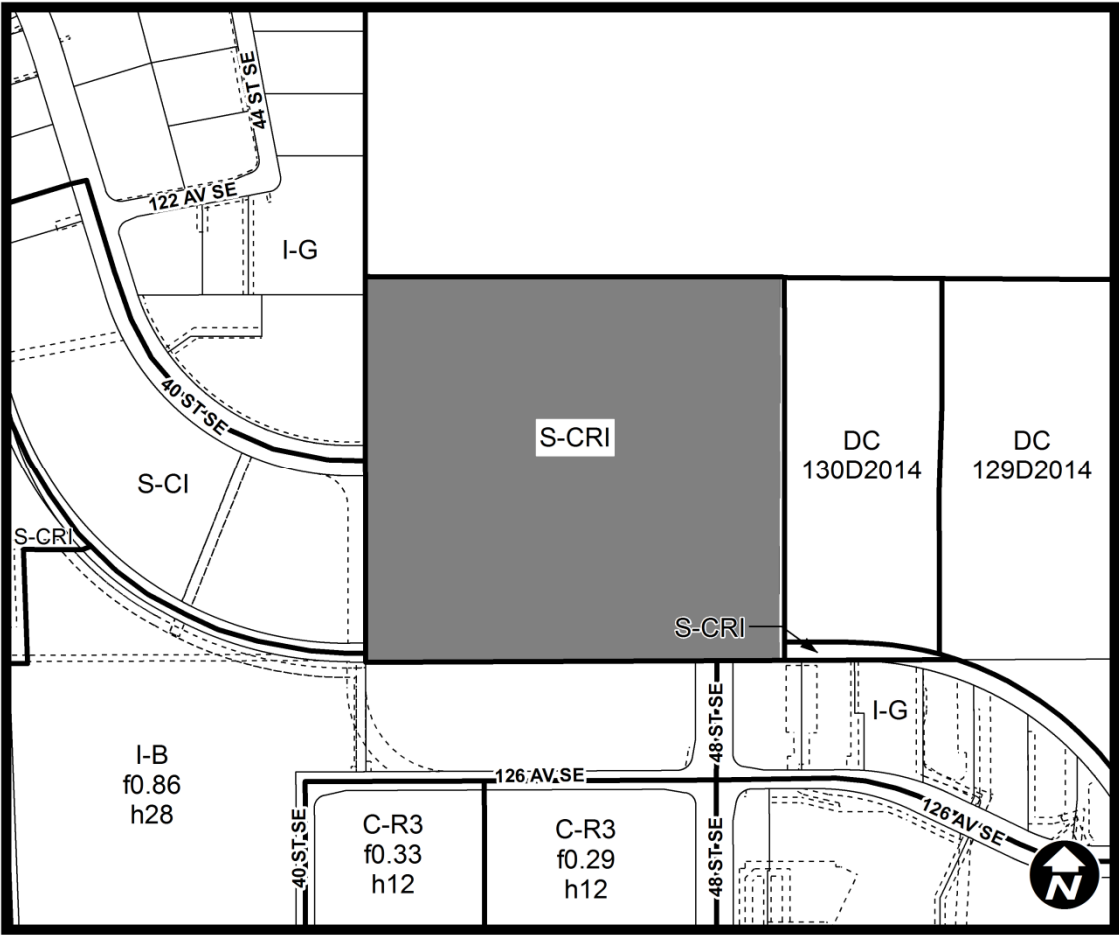 44 ST SE
122 AV SE
I-G
40 ST SE
S-CRI
DC
130D2014
DC
129D2014
S-CI
S-CRI
S-CRI
I-G
48 ST SE
I-B
f0.86
h28
126 AV SE
126 AV SE
40 ST SE
C-R3
f0.33
h12
C-R3
f0.29
h12
48 ST SE
N